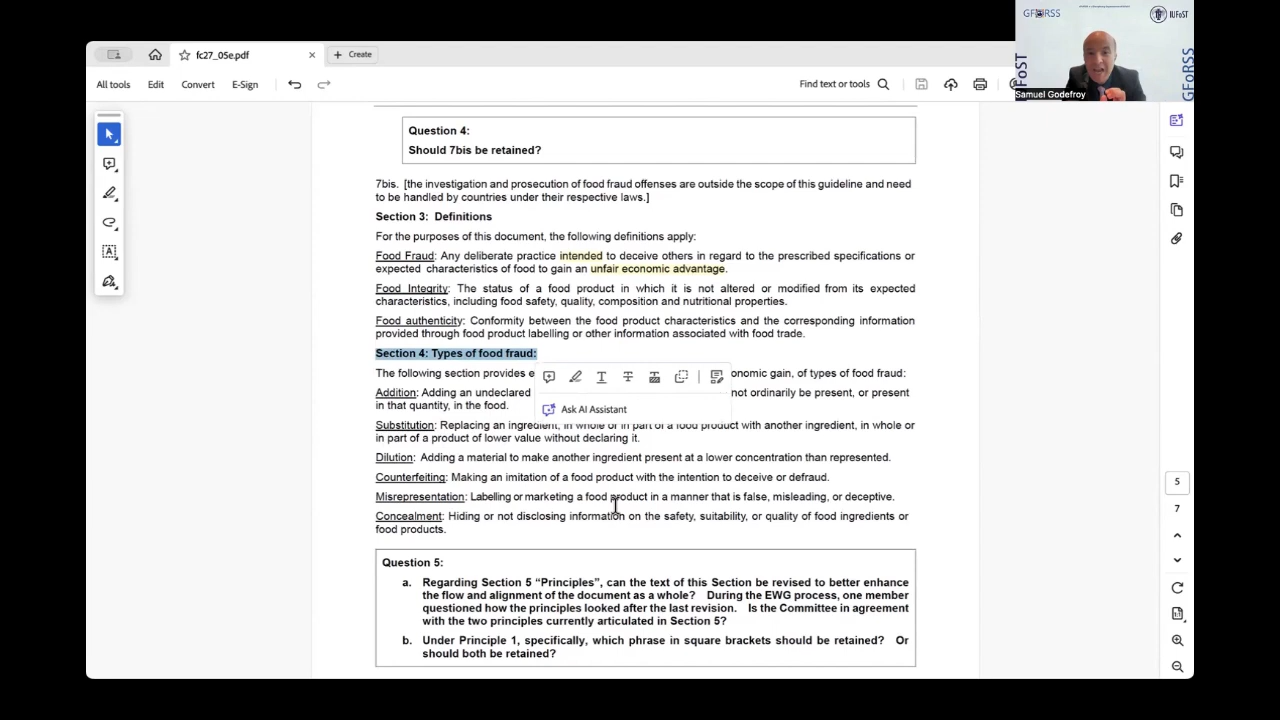 GFoRSS
IUFoST
FoST
GFoRSS
Samuel Godefroy
fc27_05e.pdf
Create
All tools
Edit
Convert
E-Sign
Find text or tools
Question 4:
Should 7bis be retained?
7bis. [the investigation and prosecution of food fraud offenses are outside the scope of this guideline and need
to be handled by countries under their respective laws.]
Section 3: Definitions
For the purposes of this document, the following definitions apply:
Food Fraud: Any deliberate practice intended to deceive others in regard to the prescribed specifications or
expected characteristics of food to gain an unfair economic advantage.
Food Integrity: The status of a food product in which it is not altered or modified from its expected
characteristics, including food safety, quality, composition and nutritional properties.
Food authenticity: Conformity between the food product characteristics and the corresponding information
provided through food product labelling or other information associated with food trade.
Section 4: Types of food fraud:
The following section provides e onomic gain, of types of food fraud:
Addition: Adding an undeclared not ordinarily be present, or present
in that quantity, in the food.
Ask AI Assistant
Substitution: Replacing an ingredient, in whole or in part of a food product with another ingredient, in whole or
in part of a product of lower value without declaring it.
Dilution: Adding a material to make another ingredient present at a lower concentration than represented.
Counterfeiting: Making an imitation of a food product with the intention to deceive or defraud.
Misrepresentation: Labelling or marketing a food product in a manner that is false, misleading, or deceptive.
Concealment: Hiding or not disclosing information on the safety, suitability, or quality of food ingredients or
food products.
Question 5:
a. Regarding Section 5 “Principles”, can the text of this Section be revised to better enhance
the flow and alignment of the document as a whole? During the EWG process, one member
questioned how the principles looked after the last revision. Is the Committee in agreement
with the two principles currently articulated in Section 5?
b. Under Principle 1, specifically, which phrase in square brackets should be retained? Or
should both be retained?
5
7